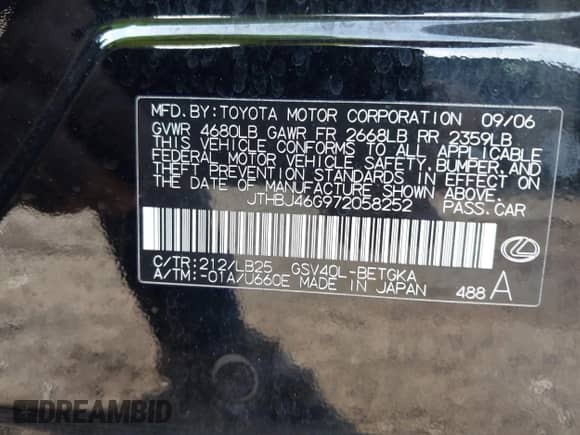 MFD. BY: TOYOTA MOTOR CORPORATION 09/06
GVWR 4680LB GAWR FR 2668LB RR 2359LB
THIS VEHICLE CONFORMS TO ALL APPLICABLE
FEDERAL MOTOR VEHICLE SAFETY, BUMPER, AND
THEFT PREVENTION STANDARDS IN EFFECT ON
THE DATE OF MANUFACTURE SHOWN ABOVE.
JTHBJ46G972058252 PASS. CAR
C/TR: 212/LB25 GSV40L-BETGKA
A/TM: -01A/U660E MADE IN JAPAN 488 A
DREAMBID